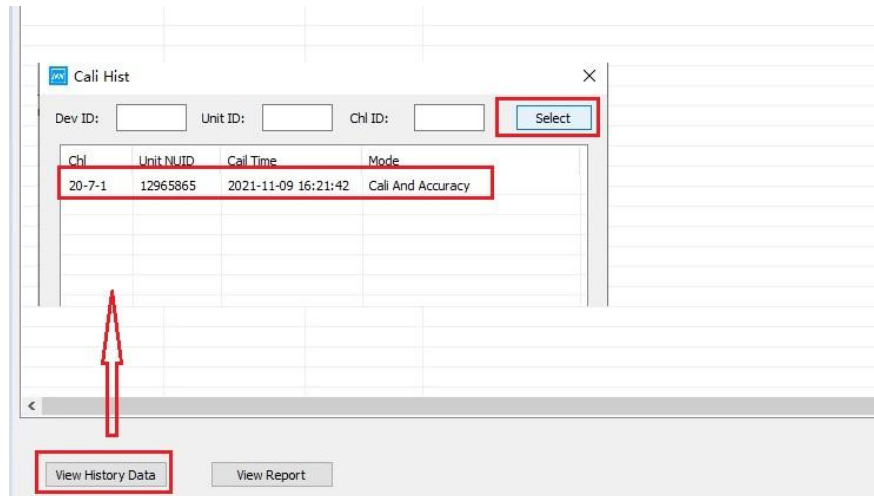 Cali Hist
Dev ID: Unit ID: Chl ID: Select
Chl Unit NUID Cail Time Mode
20-7-1 12965865 2021-11-09 16:21:42 Cali And Accuracy
View History Data View Report